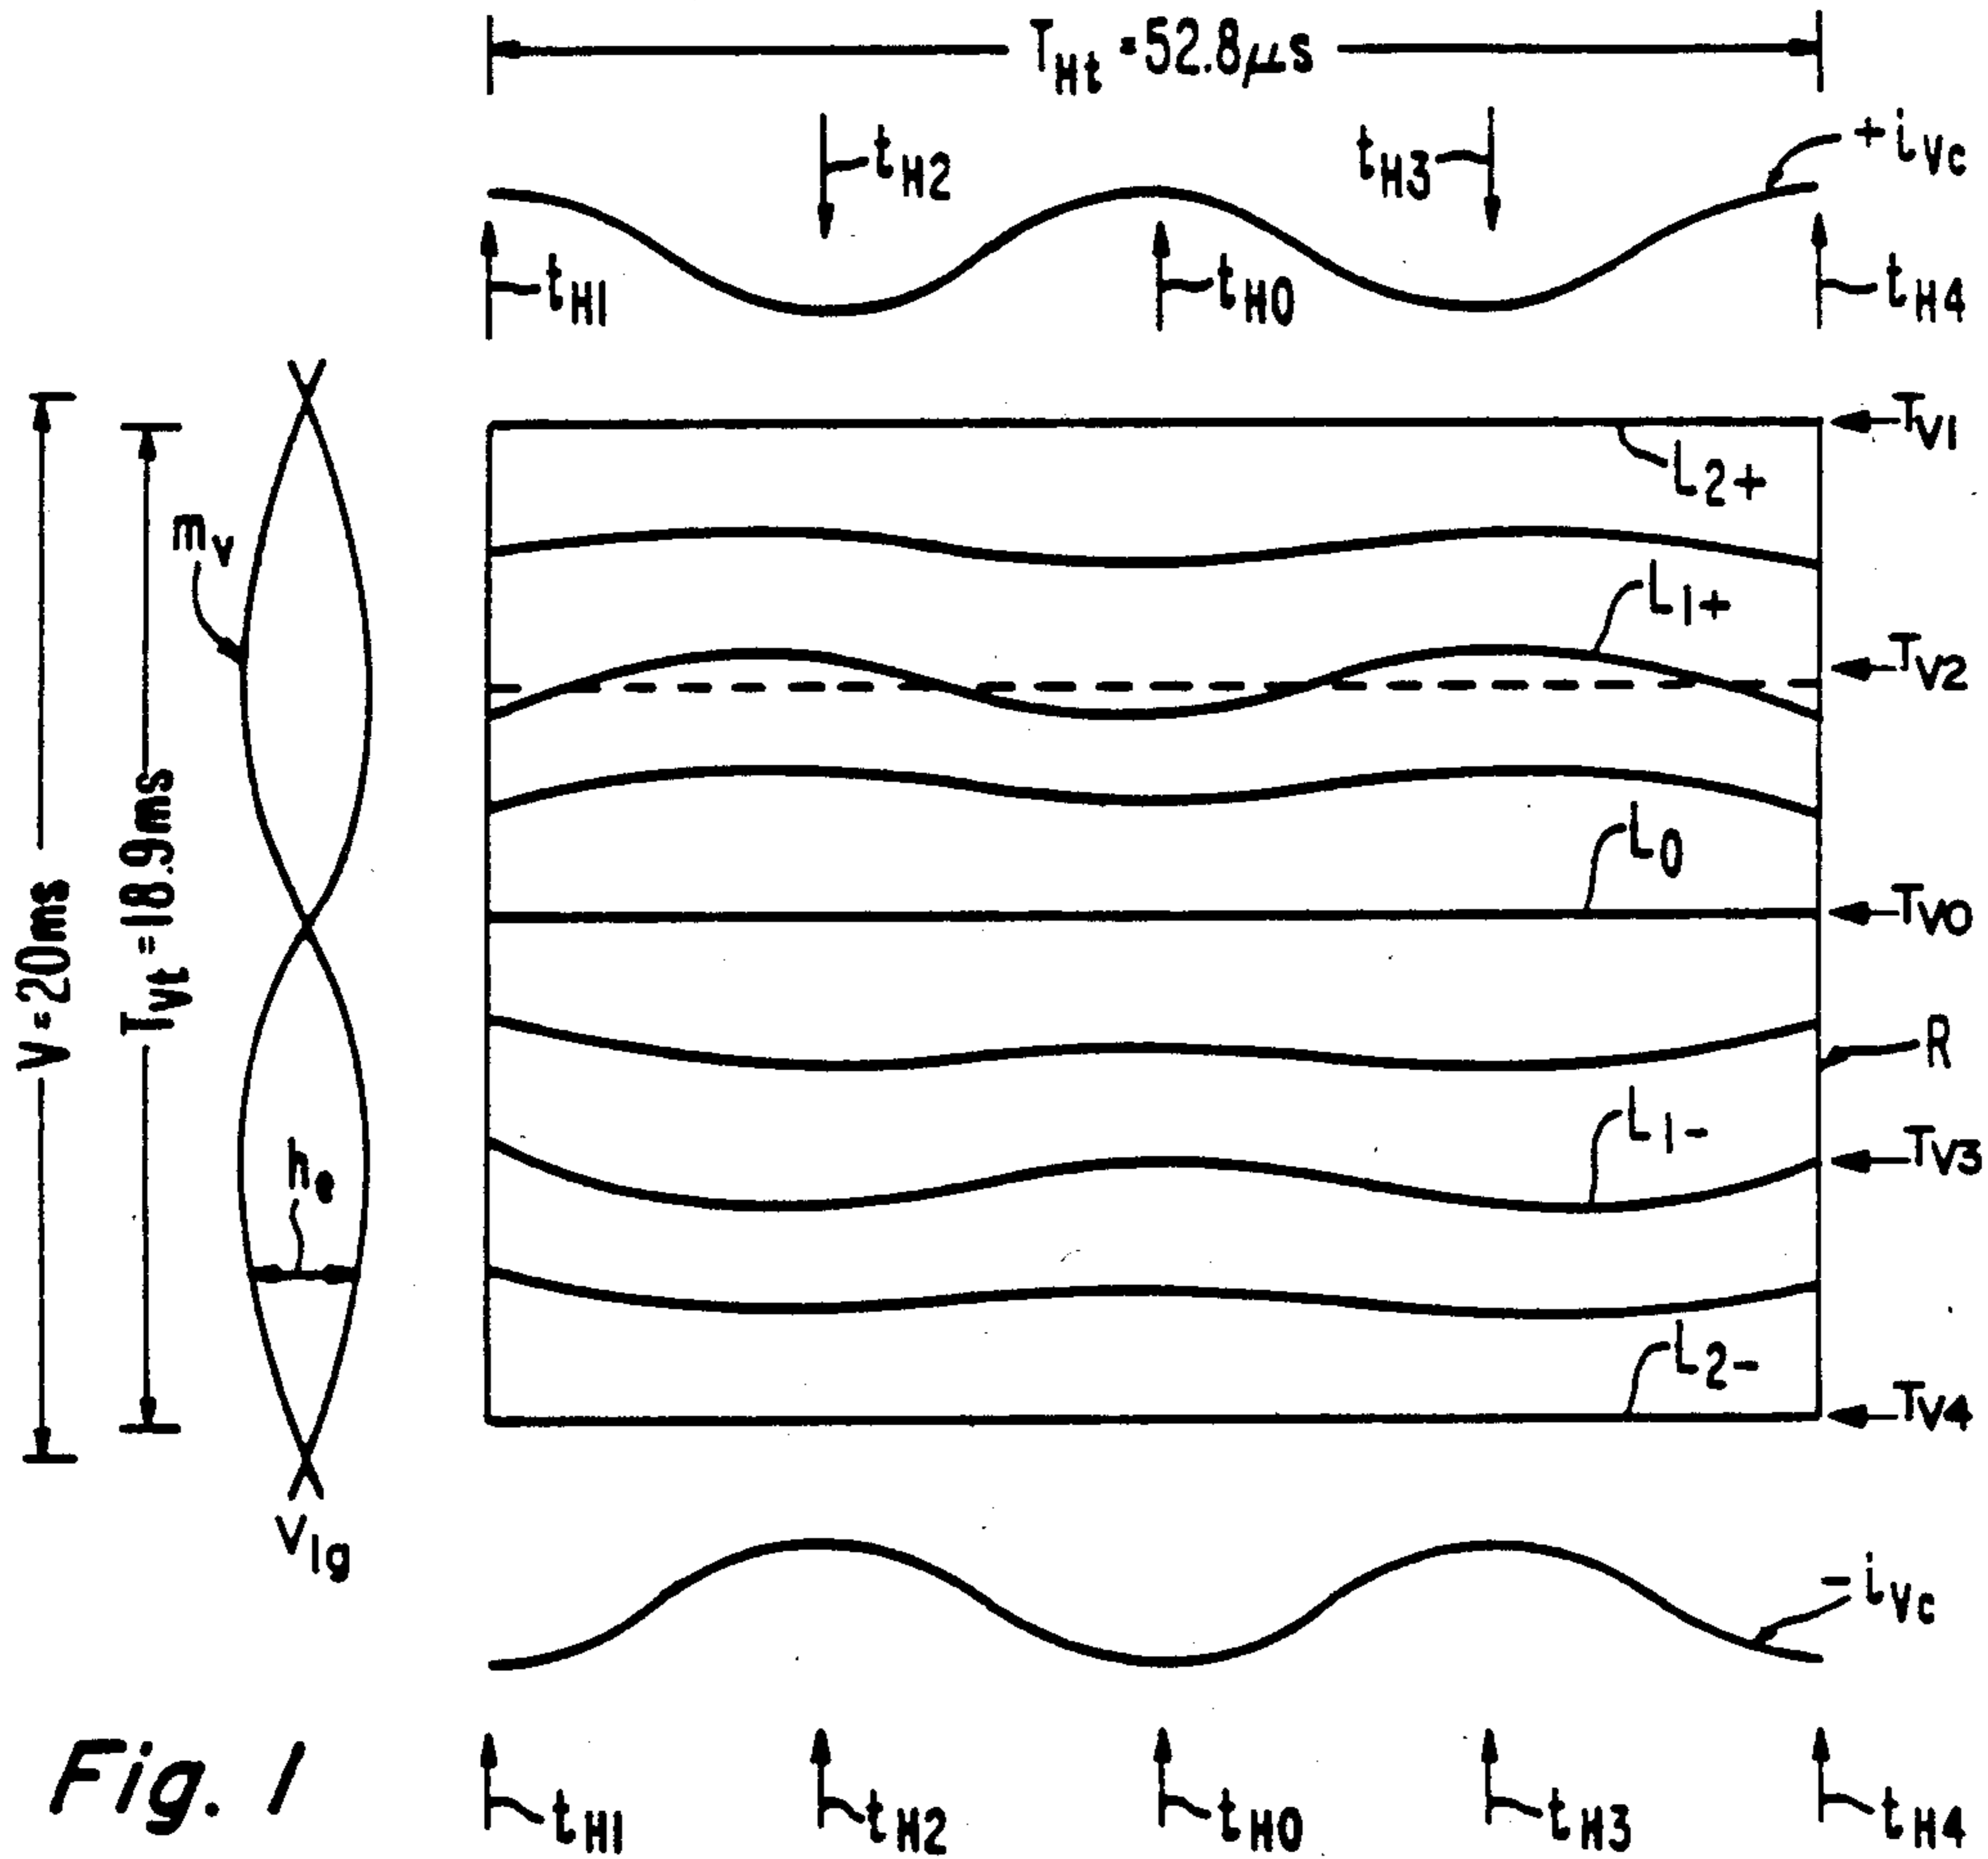 T_Ht = 52.8μs
t_H2
t_H3
+i_Vc
t_H1
t_H0
t_H4
T_V1
L_2+
m_V
L_1+
T_V2
L_0
T_V0
V = 20ms
T_Vt = 18.9ms
R
L_1-
T_V3
h_e
L_2-
T_V4
V_lg
-i_Vc
Fig. 1
t_H1
t_H2
t_H0
t_H3
t_H4